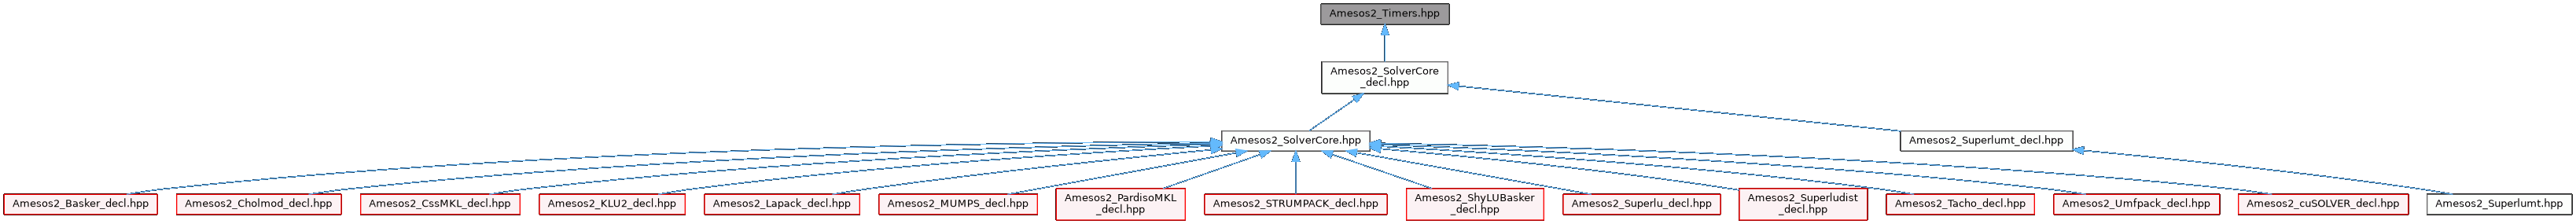 Amesos2_Timers.hpp
Amesos2_SolverCore
_decl.hpp
Amesos2_SolverCore.hpp
Amesos2_Superlumt_decl.hpp
Amesos2_Basker_decl.hpp
Amesos2_Cholmod_decl.hpp
Amesos2_CssMKL_decl.hpp
Amesos2_KLU2_decl.hpp
Amesos2_Lapack_decl.hpp
Amesos2_MUMPS_decl.hpp
Amesos2_PardisoMKL
_decl.hpp
Amesos2_STRUMPACK_decl.hpp
Amesos2_ShyLUBasker
_decl.hpp
Amesos2_Superlu_decl.hpp
Amesos2_Superludist
_decl.hpp
Amesos2_Tacho_decl.hpp
Amesos2_Umfpack_decl.hpp
Amesos2_cuSOLVER_decl.hpp
Amesos2_Superlumt.hpp